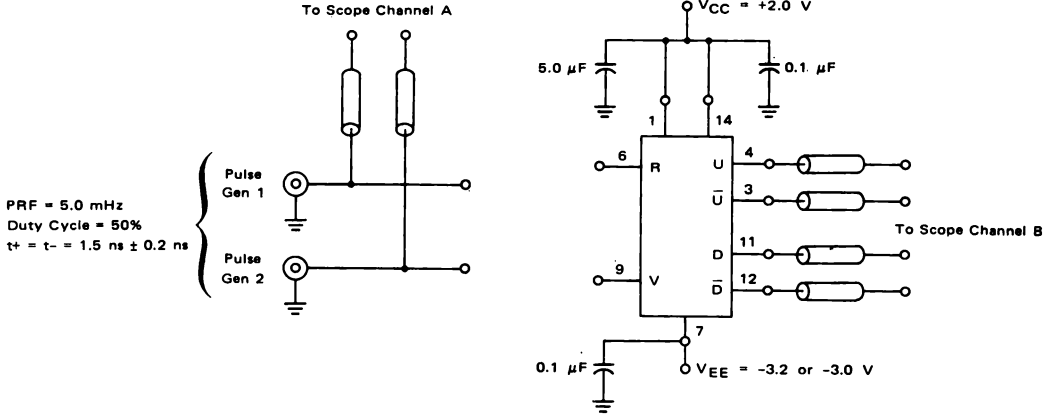 To Scope Channel A
Pulse
Gen 1
PRF = 5.0 mHz
Duty Cycle = 50%
t+ = t– = 1.5 ns ± 0.2 ns
Pulse
Gen 2
VCC = +2.0 V
5.0 μF
0.1 μF
1
14
6
R
U
4
U̅
3
To Scope Channel B
D
11
9
V
D̅
12
7
0.1 μF
VEE = –3.2 or –3.0 V